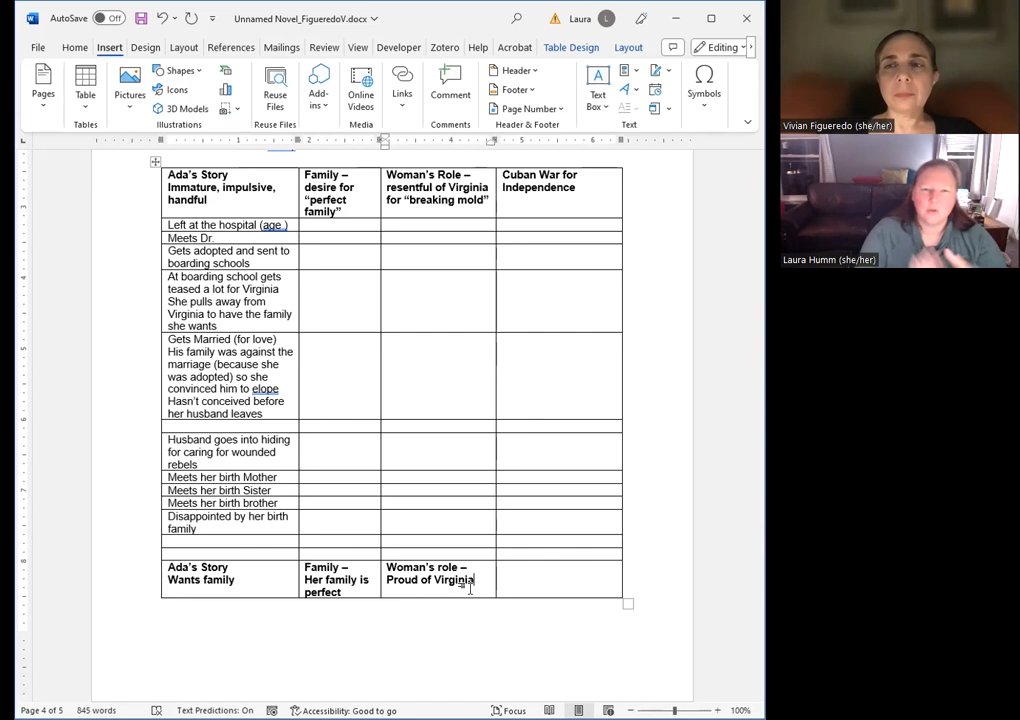 AutoSave Off Unnamed Novel_FigueredoV.docx Laura L
File Home Insert Design Layout References Mailings Review View Developer Zotero Help Acrobat Table Design Layout Editing
Pages
Table
Tables
Pictures
Shapes
Icons
3D Models
Illustrations
Reuse Files
Reuse Files
Add-ins
Online Videos
Media
Links
Comment
Comments
Header
Footer
Page Number
Header & Footer
Text Box
Text
Symbols
Ada's Story
Immature, impulsive,
handful
Family –
desire for
"perfect
family"
Woman's Role -
resentful of Virginia
for "breaking mold"
Cuban War for
Independence
Left at the hospital (age )
Meets Dr.
Gets adopted and sent to
boarding schools
At boarding school gets
teased a lot for Virginia
She pulls away from
Virginia to have the family
she wants
Gets Married (for love)
His family was against the
marriage (because she
was adopted) so she
convinced him to elope
Hasn't conceived before
her husband leaves
Husband goes into hiding
for caring for wounded
rebels
Meets her birth Mother
Meets her birth Sister
Meets her birth brother
Disappointed by her birth
family
Ada's Story
Wants family
Family –
Her family is
perfect
Woman's role –
Proud of Virginia
Page 4 of 5 845 words Text Predictions: On Accessibility: Good to go Focus 100%
Vivian Figueredo (she/her)
Laura Humm (she/her)